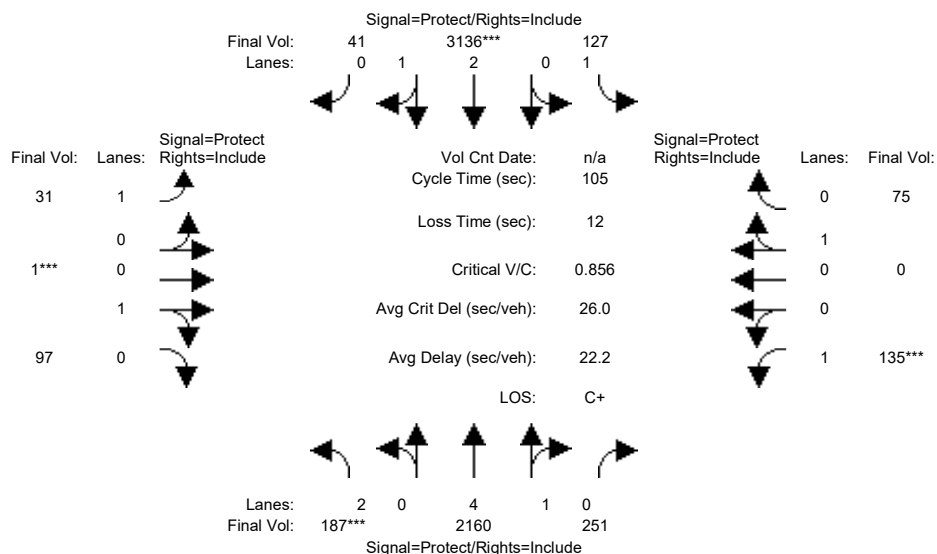 Signal=Protect/Rights=Include
Final Vol: 41 3136*** 127
Lanes: 0 1 2 0 1
Signal=Protect
Final Vol: Lanes: Rights=Include
Vol Cnt Date: n/a
Signal=Protect
Rights=Include Lanes: Final Vol:
Cycle Time (sec): 105
31 1
0 75
Loss Time (sec): 12
0
1
1*** 0
Critical V/C: 0.856
0 0
1
Avg Crit Del (sec/veh): 26.0
0
97 0
Avg Delay (sec/veh): 22.2
1 135***
LOS: C+
Lanes: 2 0 4 1 0
Final Vol: 187*** 2160 251
Signal=Protect/Rights=Include